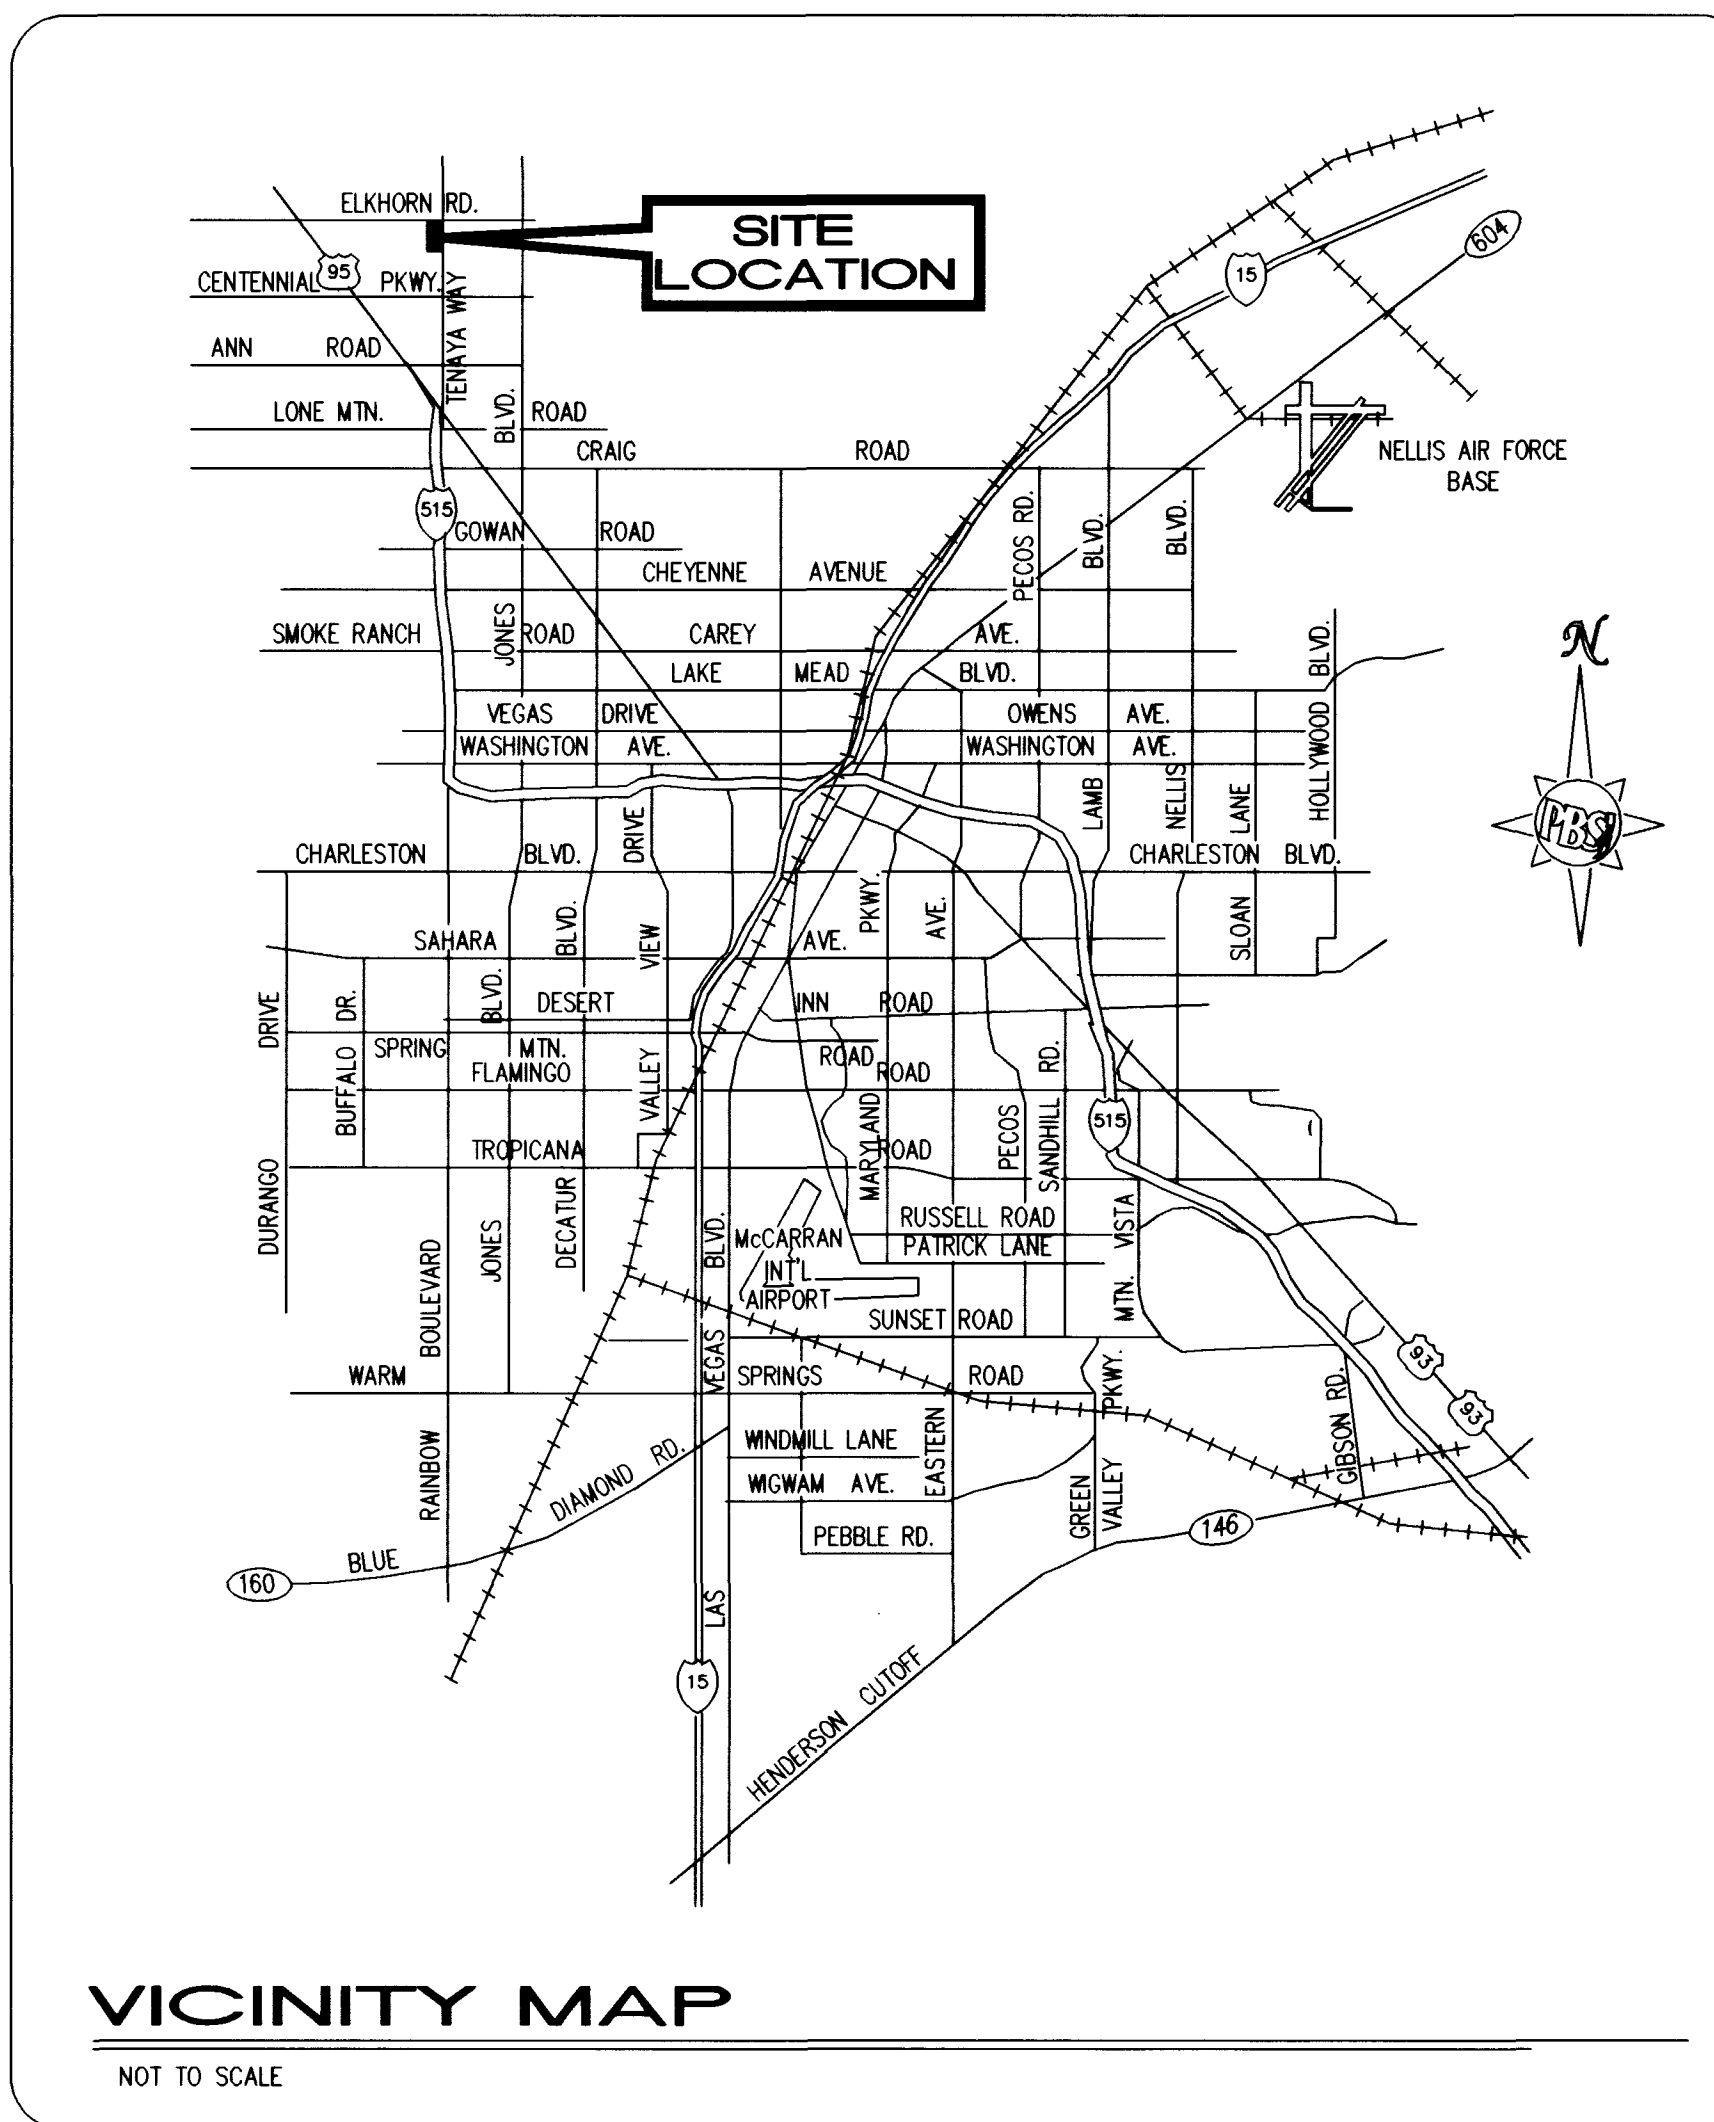 ELKHORN RD.
SITE
LOCATION
604
95
15
CENTENNIAL PKWY.
TENAYA WAY
ANN ROAD
LONE MTN. ROAD
BLVD.
CRAIG ROAD
NELLIS AIR FORCE
BASE
515
GOWAN ROAD
PECOS RD.
BLVD.
BLVD.
CHEYENNE AVENUE
SMOKE RANCH ROAD CAREY AVE.
JONES
HOLLYWOOD BLVD.
N
LAKE MEAD BLVD.
VEGAS DRIVE OWENS AVE.
WASHINGTON AVE. WASHINGTON AVE.
LAMB
NELLIS
SLOAN LANE
PBSJ
DRIVE
CHARLESTON BLVD. CHARLESTON BLVD.
PKWY.
AVE.
BLVD.
VIEW
SAHARA AVE.
BLVD.
DESERT INN ROAD
DRIVE
BUFFALO DR.
SPRING MTN. ROAD
FLAMINGO ROAD
VALLEY
MARYLAND
PECOS
SANDHILL RD.
515
TROPICANA ROAD
DURANGO
DECATUR
JONES
BOULEVARD
BLVD.
RUSSELL ROAD
PATRICK LANE
MTN. VISTA
McCARRAN
INT'L
AIRPORT
SUNSET ROAD
VEGAS
WARM SPRINGS ROAD
PKWY.
93
93
GIBSON RD.
RAINBOW
WINDMILL LANE
EASTERN
WIGWAM AVE.
GREEN
VALLEY
PEBBLE RD.
146
BLUE DIAMOND RD.
160
LAS
15
HENDERSON CUTOFF
VICINITY MAP
NOT TO SCALE